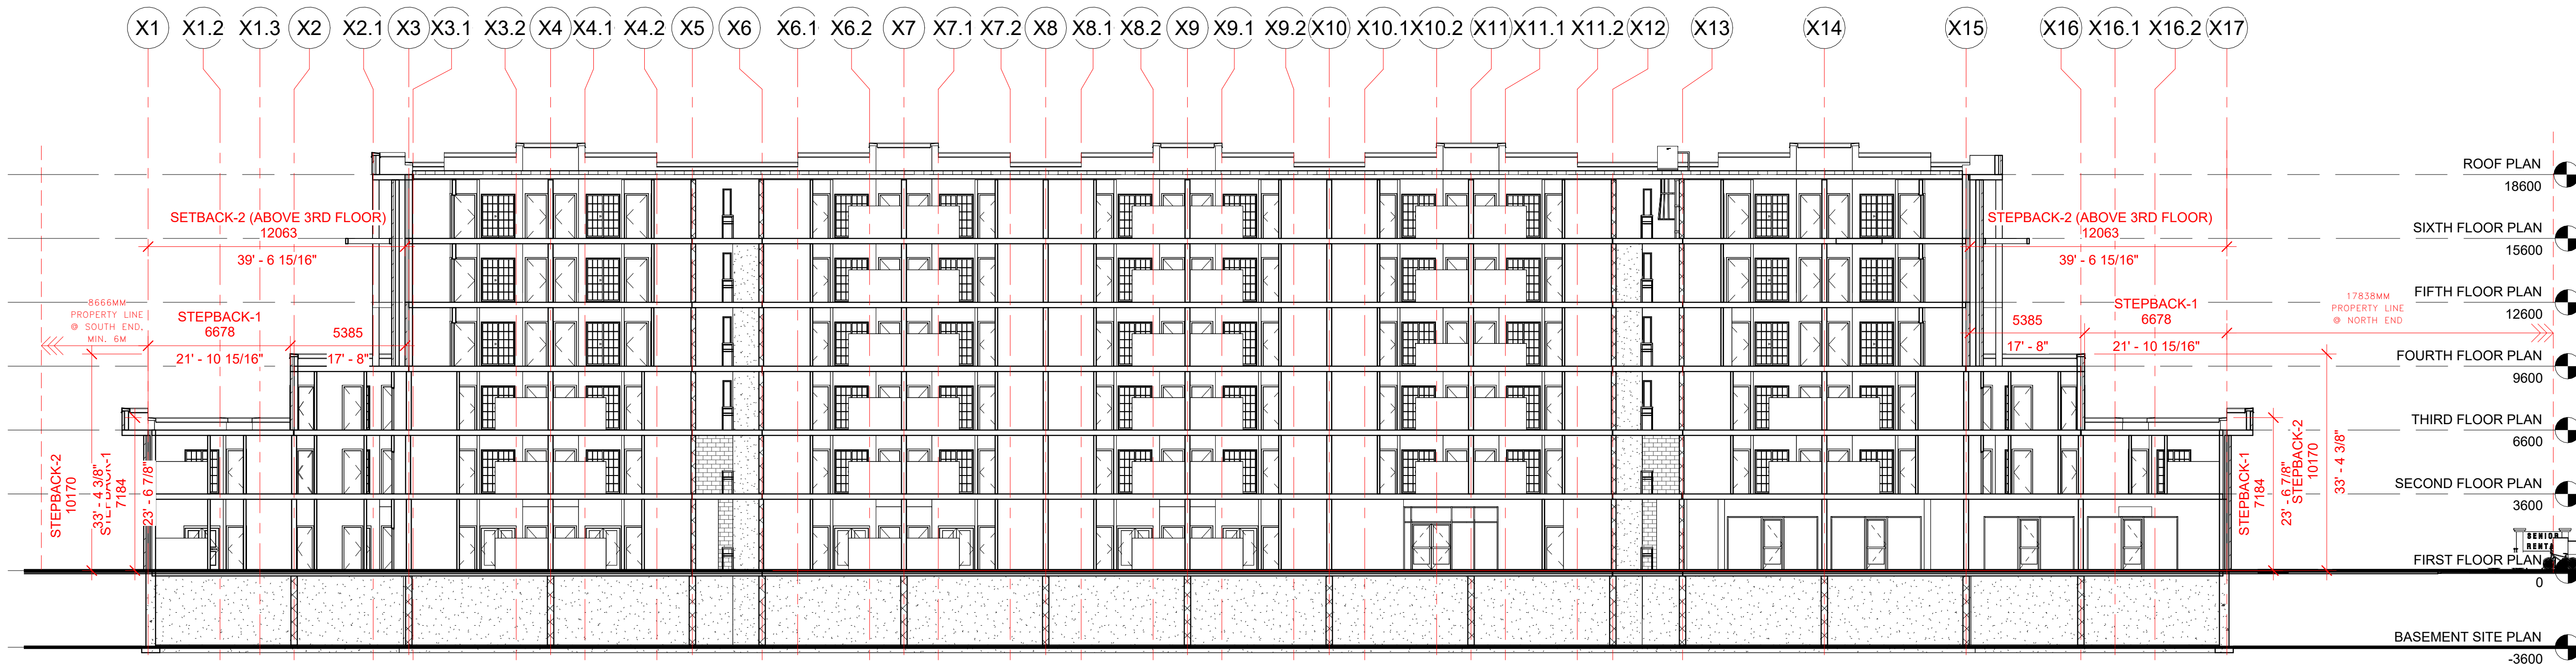 X1 X1.2 X1.3 X2 X2.1 X3 X3.1 X3.2 X4 X4.1 X4.2 X5 X6 X6.1 X6.2 X7 X7.1 X7.2 X8 X8.1 X8.2 X9 X9.1 X9.2 X10 X10.1 X10.2 X11 X11.1 X11.2 X12 X13 X14 X15 X16 X16.1 X16.2 X17
SETBACK-2 (ABOVE 3RD FLOOR)
12063
39' - 6 15/16"
8666MM
PROPERTY LINE
@ SOUTH END,
MIN. 6M
STEPBACK-1
6678
21' - 10 15/16"
5385
17' - 8"
STEPBACK-2
10170
33' - 4 3/8"
STEPBACK-1
7184
23' - 6 7/8"
STEPBACK-2 (ABOVE 3RD FLOOR)
12063
39' - 6 15/16"
5385
17' - 8"
STEPBACK-1
6678
21' - 10 15/16"
17838MM
PROPERTY LINE
@ NORTH END
STEPBACK-1
7184
23' - 6 7/8"
STEPBACK-2
10170
33' - 4 3/8"
ROOF PLAN
18600
SIXTH FLOOR PLAN
15600
FIFTH FLOOR PLAN
12600
FOURTH FLOOR PLAN
9600
THIRD FLOOR PLAN
6600
SECOND FLOOR PLAN
3600
SENIOR
FIRST FLOOR PLAN
0
BASEMENT SITE PLAN
-3600